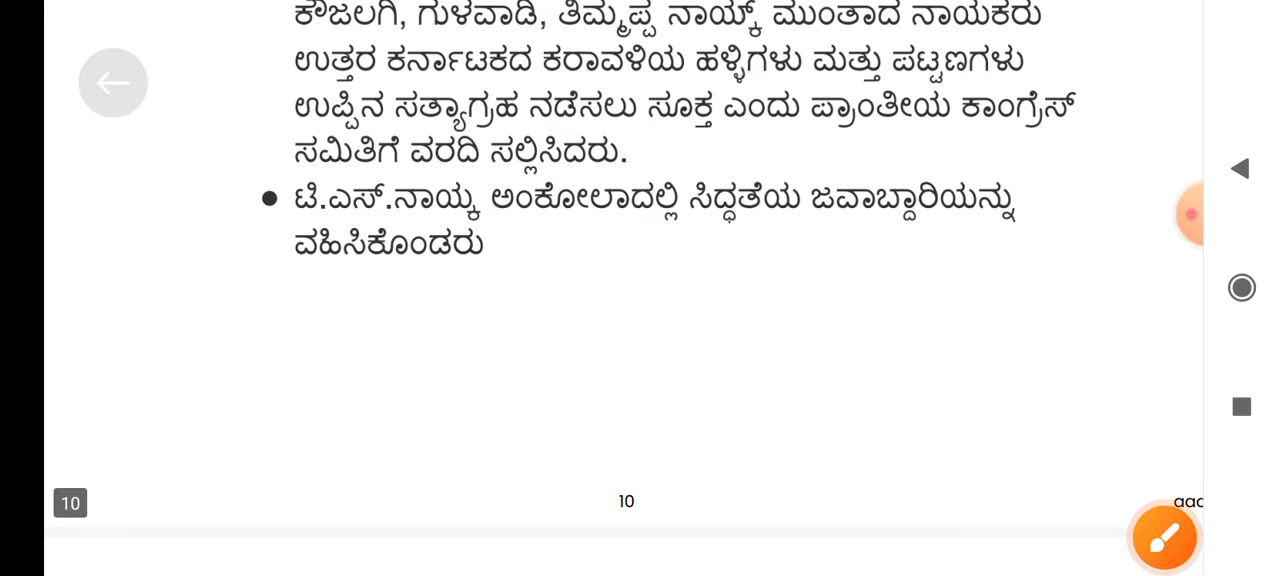 ಕೌಜಲಗಿ, ಗುಳವಾಡಿ, ತಿಮ್ಮಪ್ಪ ನಾಯ್ಕ್ ಮುಂತಾದ ನಾಯಕರು
ಉತ್ತರ ಕರ್ನಾಟಕದ ಕರಾವಳಿಯ ಹಳ್ಳಿಗಳು ಮತ್ತು ಪಟ್ಟಣಗಳು
ಉಪ್ಪಿನ ಸತ್ಯಾಗ್ರಹ ನಡೆಸಲು ಸೂಕ್ತ ಎಂದು ಪ್ರಾಂತೀಯ ಕಾಂಗ್ರೆಸ್
ಸಮಿತಿಗೆ ವರದಿ ಸಲ್ಲಿಸಿದರು.
● ಟಿ.ಎಸ್.ನಾಯ್ಕ ಅಂಕೋಲಾದಲ್ಲಿ ಸಿದ್ಧತೆಯ ಜವಾಬ್ದಾರಿಯನ್ನು
ವಹಿಸಿಕೊಂಡರು
10
10